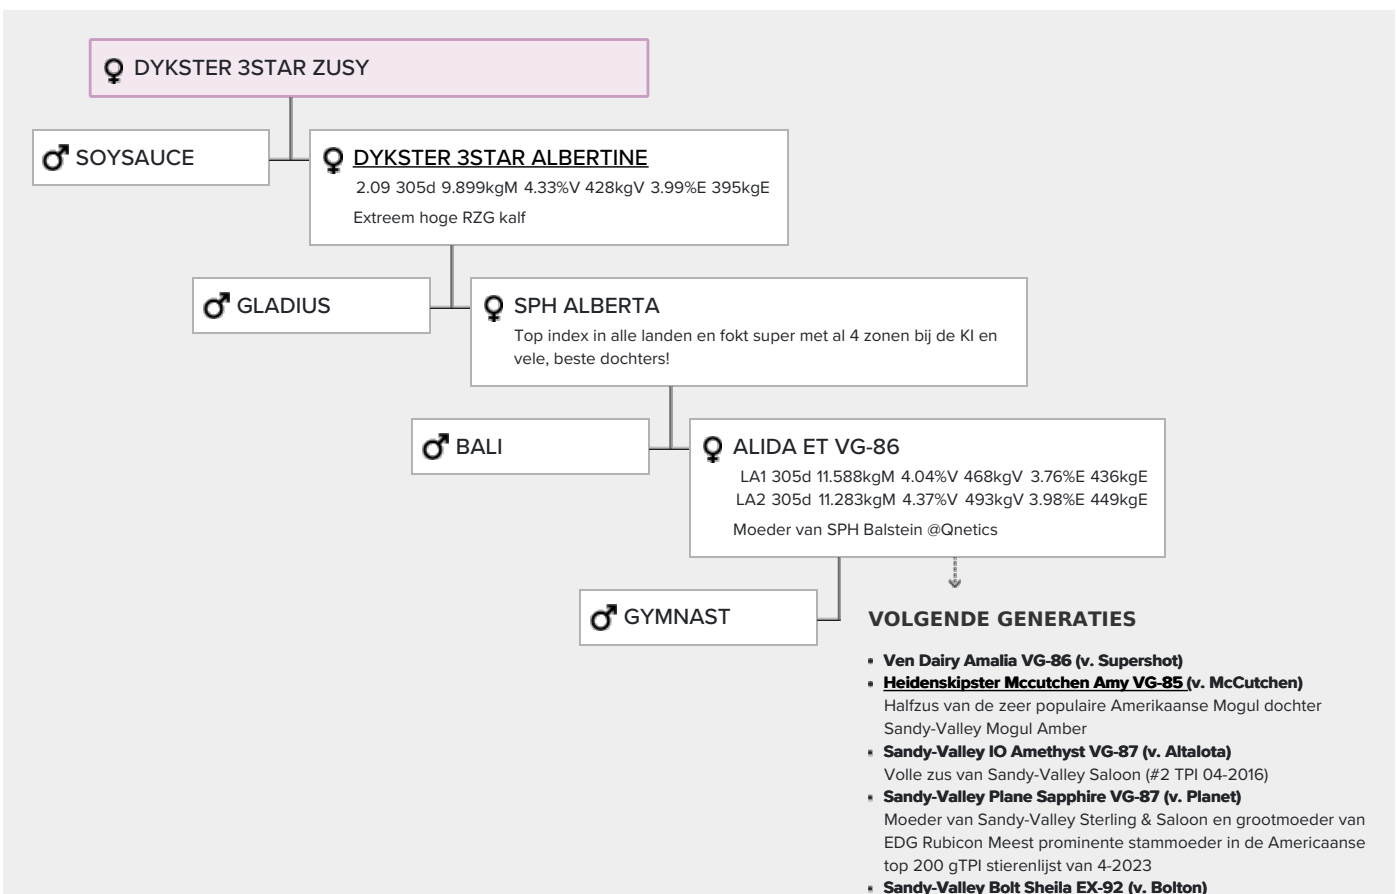 DYKSTER 3STAR ZUSY
SOYSAUCE
DYKSTER 3STAR ALBERTINE
2.09 305d 9.899kgM 4.33%V 428kgV 3.99%E 395kgE
Extreem hoge RZG kalf
GLADIUS
SPH ALBERTA
Top index in alle landen en fokt super met al 4 zonen bij de KI en
vele, beste dochters!
BALI
ALIDA ET VG-86
LA1 305d 11.588kgM 4.04%V 468kgV 3.76%E 436kgE
LA2 305d 11.283kgM 4.37%V 493kgV 3.98%E 449kgE
Moeder van SPH Balstein @Qnetics
GYMNAST
VOLGENDE GENERATIES
Ven Dairy Amalia VG-86 (v. Supershot)
Heidenskipster Mccutchen Amy VG-85 (v. McCutchen)
Halfzus van de zeer populaire Amerikaanse Mogul dochter
Sandy-Valley Mogul Amber
Sandy-Valley IO Amethyst VG-87 (v. AltaIota)
Volle zus van Sandy-Valley Saloon (#2 TPI 04-2016)
Sandy-Valley Plane Sapphire VG-87 (v. Planet)
Moeder van Sandy-Valley Sterling & Saloon en grootmoeder van
EDG Rubicon Meest prominente stammoeder in de Americaanse
top 200 gTPI stierenlijst van 4-2023
Sandy-Valley Bolt Sheila EX-92 (v. Bolton)